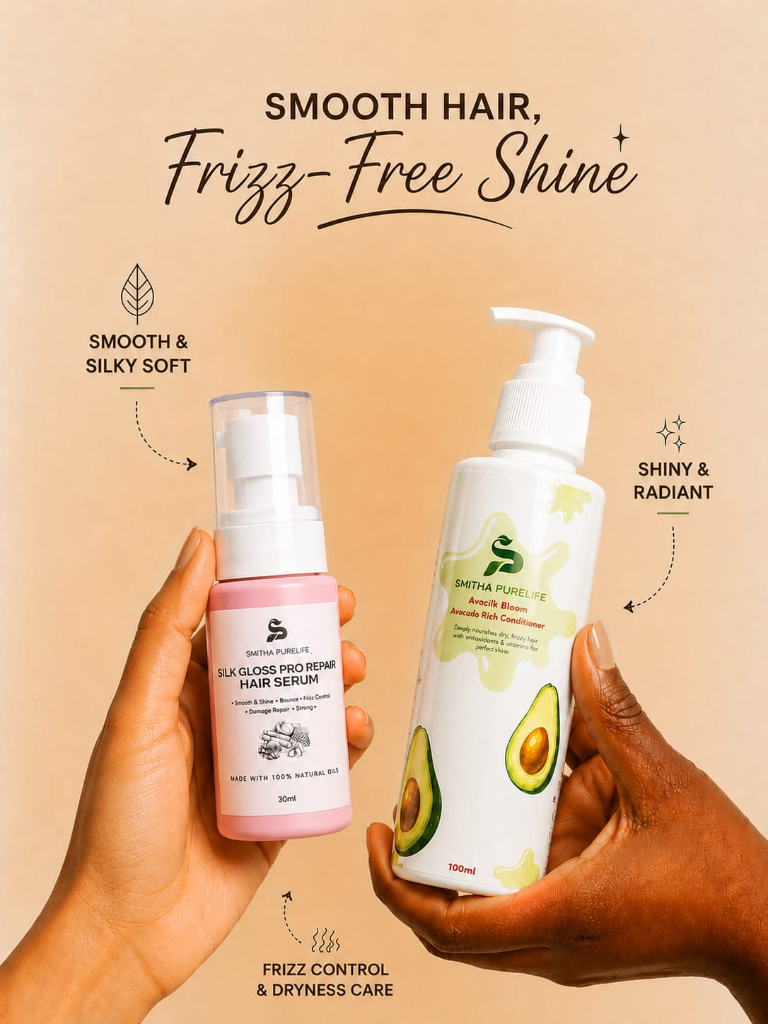 SMOOTH HAIR,
Frizz-Free Shine
SMOOTH &
SILKY SOFT
SHINY &
RADIANT
SMITHA PURELIFE
SILK GLOSS PRO REPAIR
HAIR SERUM
• Smooth & Shine • Bounce • Frizz Control
• Damage Repair • Strong •
MADE WITH 100% NATURAL OILS
30ml
SMITHA PURELIFE
Avocilk Bloom
Avocado Rich Conditioner
Deeply nourishes dry, frizzy hair
with antioxidants & vitamins for
perfect shine.
100ml
FRIZZ CONTROL
& DRYNESS CARE